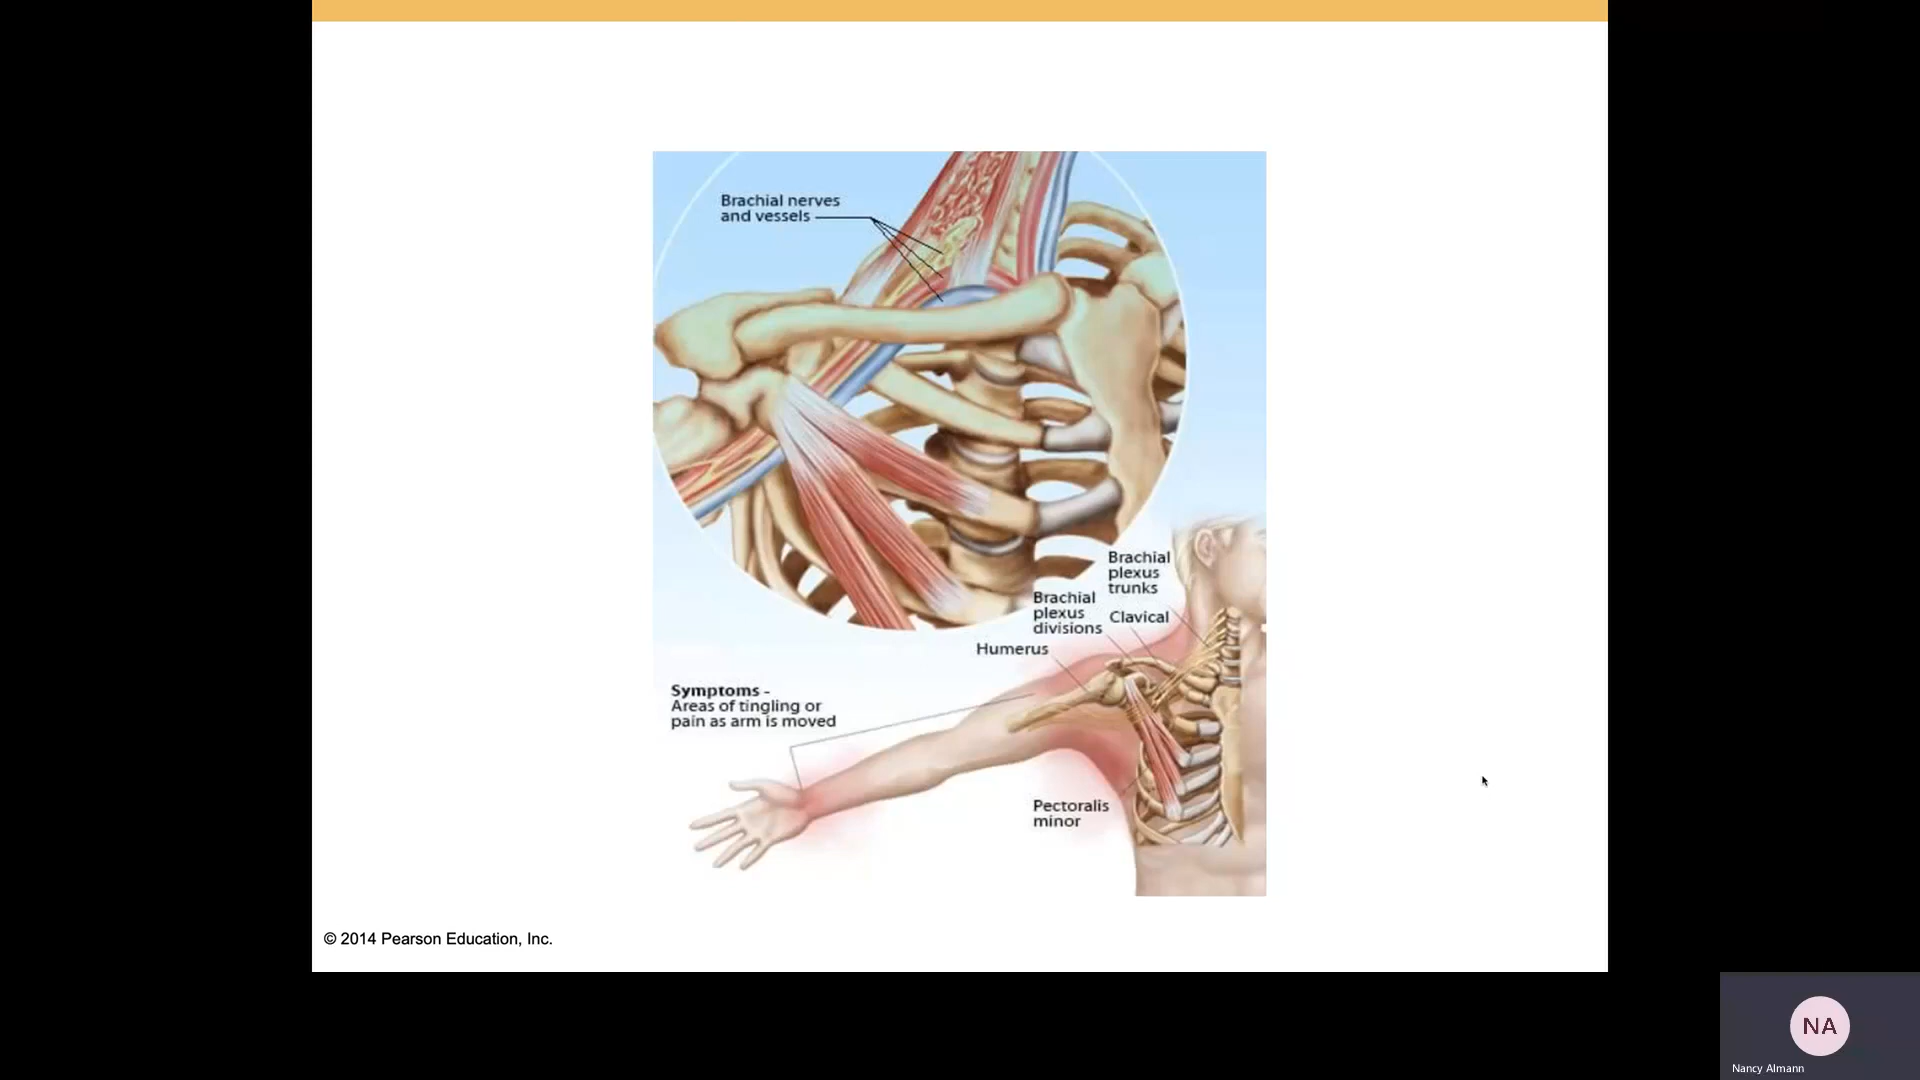 Brachial nerves
and vessels
Brachial
plexus
trunks
Brachial
plexus
divisions
Clavical
Humerus
Symptoms -
Areas of tingling or
pain as arm is moved
Pectoralis
minor
© 2014 Pearson Education, Inc.
NA
Nancy Almann